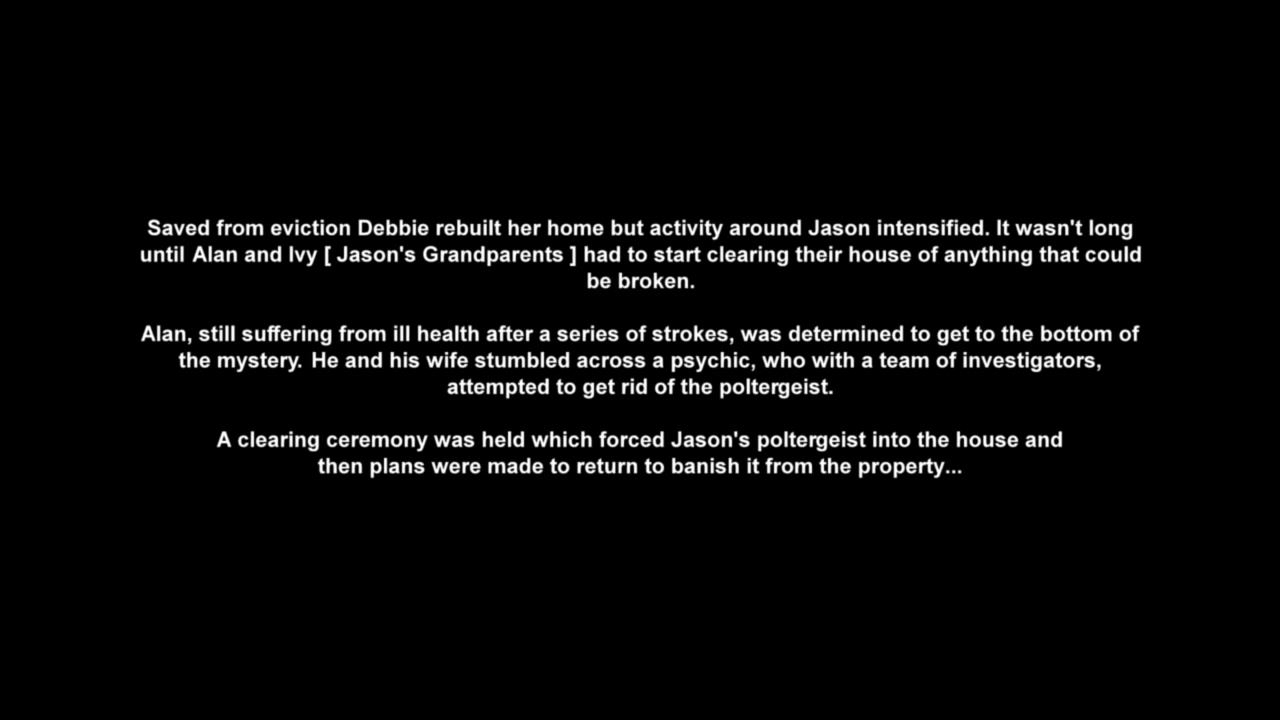 Saved from eviction Debbie rebuilt her home but activity around Jason intensified. It wasn't long
until Alan and Ivy [ Jason's Grandparents ] had to start clearing their house of anything that could
be broken.
Alan, still suffering from ill health after a series of strokes, was determined to get to the bottom of
the mystery. He and his wife stumbled across a psychic, who with a team of investigators,
attempted to get rid of the poltergeist.
A clearing ceremony was held which forced Jason's poltergeist into the house and
then plans were made to return to banish it from the property...